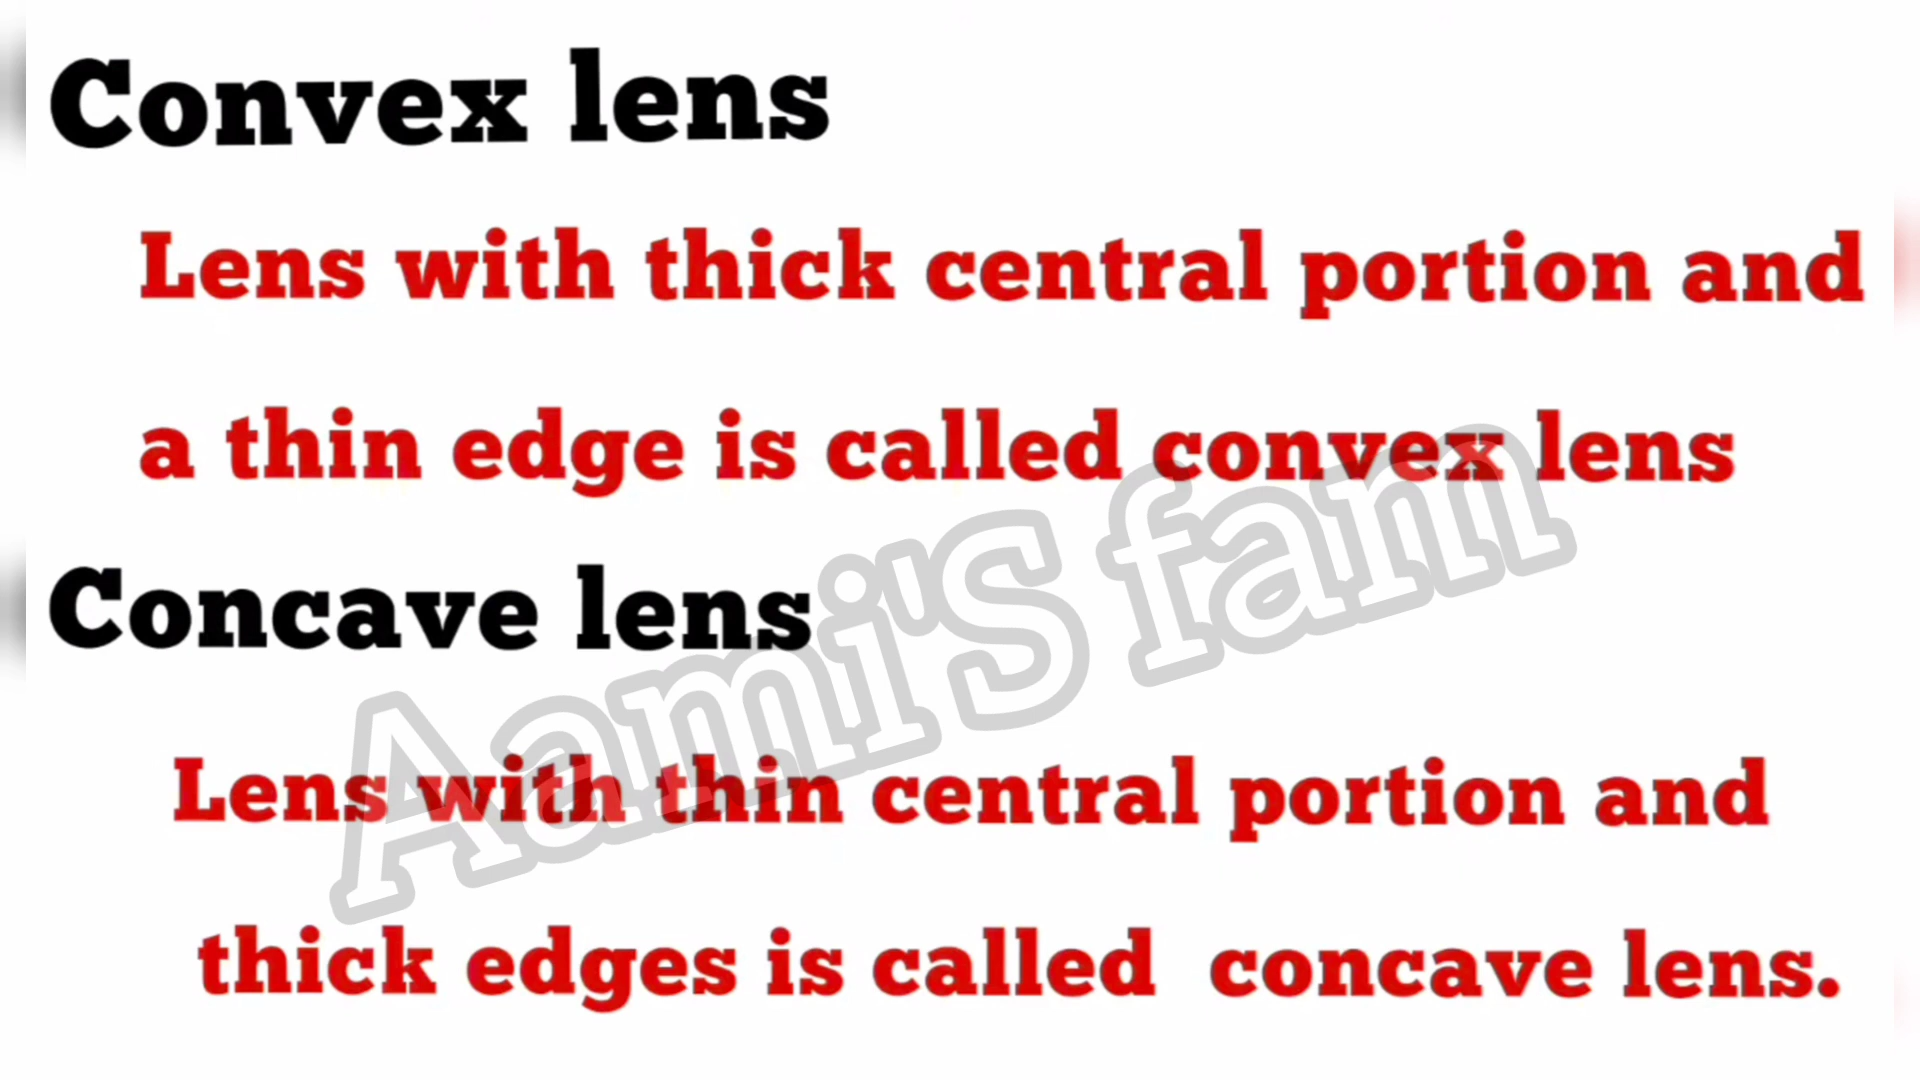 Convex lens
Lens with thick central portion and
a thin edge is called convex lens
Concave lens
Aami'S fam
Lens with thin central portion and
thick edges is called concave lens.